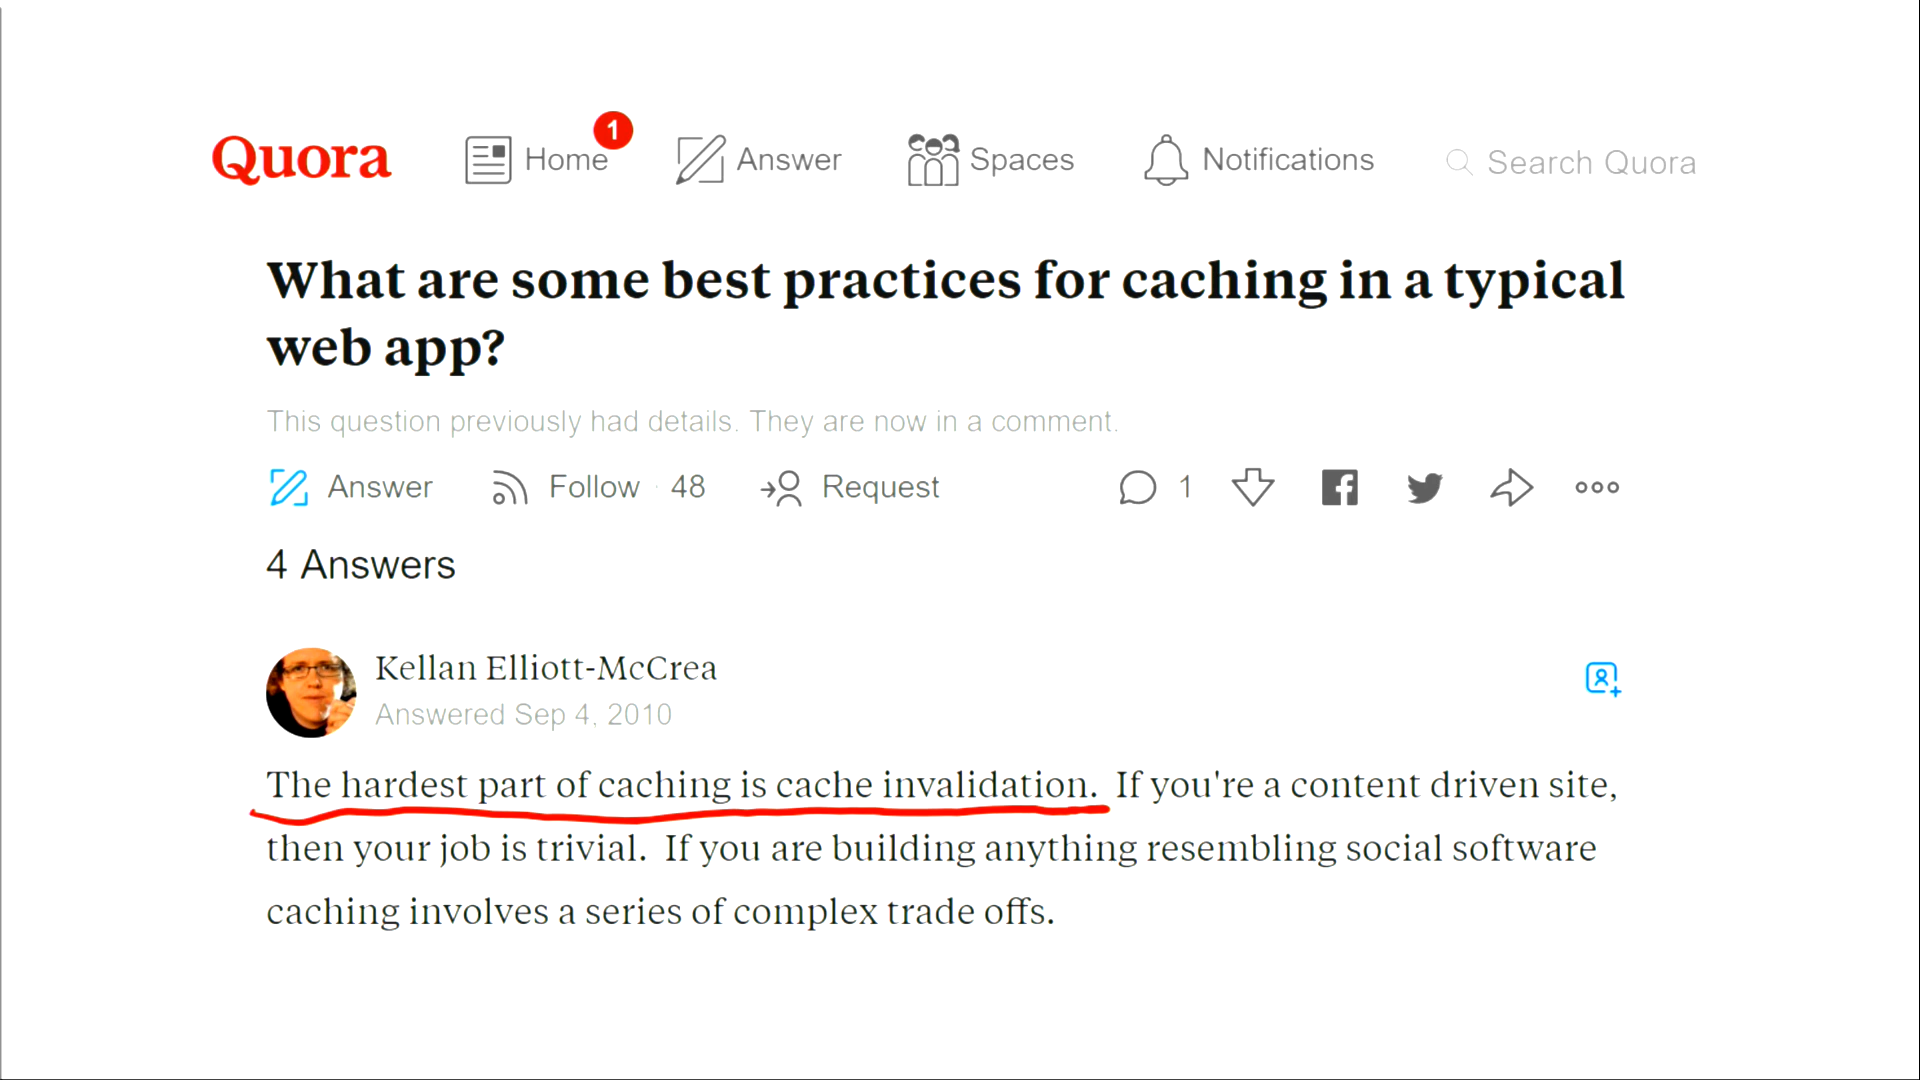 Quora Home 1 Answer Spaces Notifications Search Quora
What are some best practices for caching in a typical
web app?
This question previously had details. They are now in a comment.
Answer Follow · 48 Request 1
4 Answers
Kellan Elliott-McCrea
Answered Sep 4, 2010
The hardest part of caching is cache invalidation. If you're a content driven site,
then your job is trivial. If you are building anything resembling social software
caching involves a series of complex trade offs.